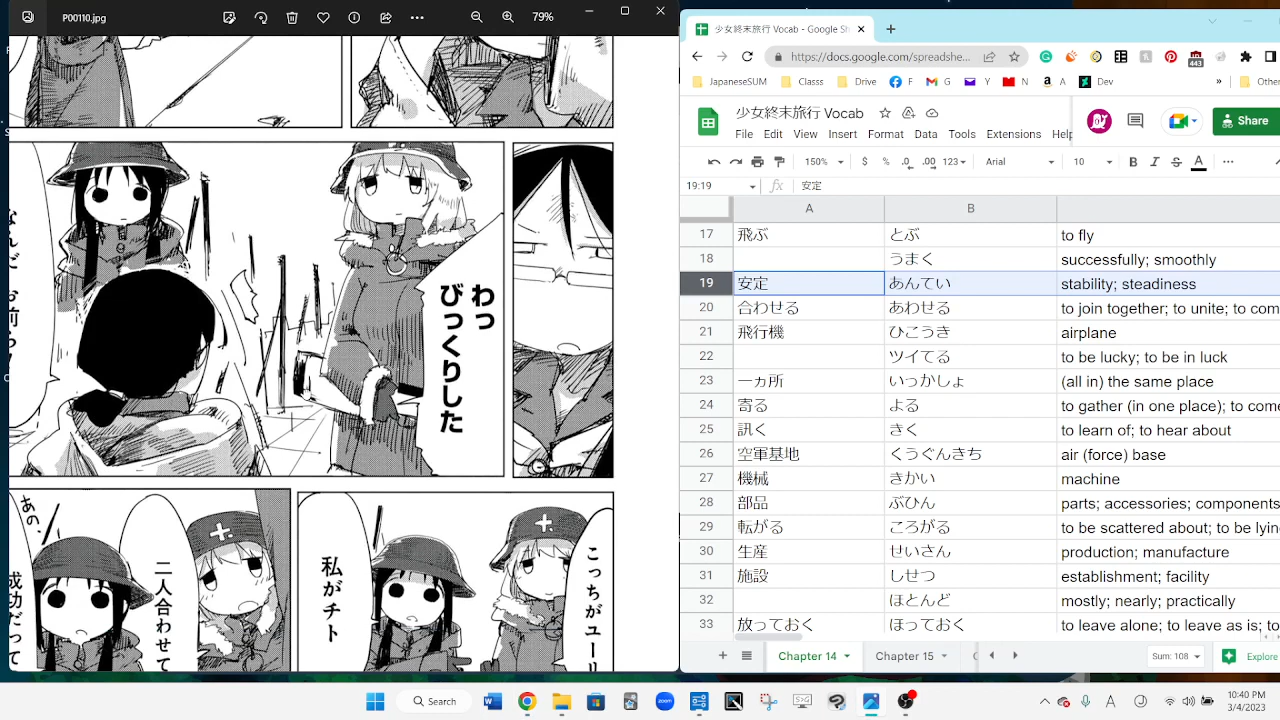 P00110.jpg
79%
わっ
びっくりした
こっちがユーリ
私がチト
二人合わせて
あの、
成功だって
少女終末旅行 Vocab - Google Sh
https://docs.google.com/spreadshe...
443
JapaneseSUM
Classs
Drive
F
G
Y
N
A
Dev
»
Othe
少女終末旅行 Vocab
File Edit View Insert Format Data Tools Extensions Help
Share
150%
$
%
.0
.00
123
Arial
10
B
I
S
A
19:19
fx
安定
A B
17 飛ぶ とぶ to fly
18 うまく successfully; smoothly
19 安定 あんてい stability; steadiness
20 合わせる あわせる to join together; to unite; to com
21 飛行機 ひこうき airplane
22 ツイてる to be lucky; to be in luck
23 一ヵ所 いっかしょ (all in) the same place
24 寄る よる to gather (in one place); to come
25 訊く きく to learn of; to hear about
26 空軍基地 くうぐんきち air (force) base
27 機械 きかい machine
28 部品 ぶひん parts; accessories; components
29 転がる ころがる to be scattered about; to be lying
30 生産 せいさん production; manufacture
31 施設 しせつ establishment; facility
32 ほとんど mostly; nearly; practically
33 放っておく ほっておく to leave alone; to leave as is; to
Chapter 14
Chapter 15
Sum: 108
Explore
Search
zoom
10:40 PM
3/4/2023